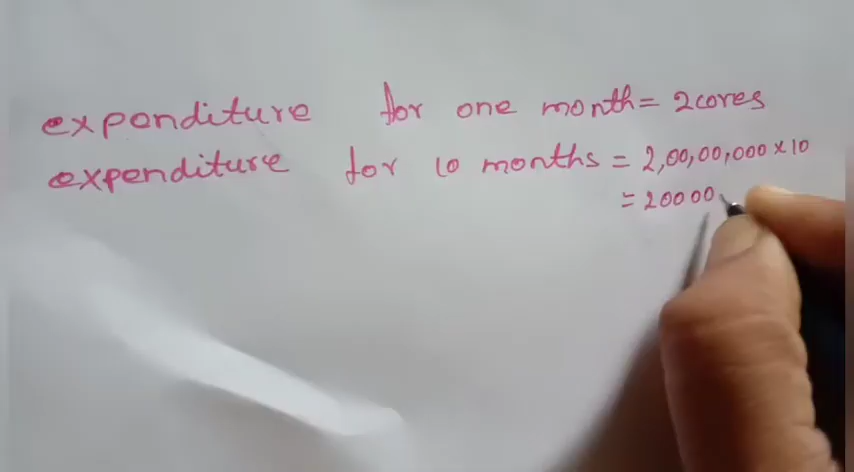 expenditure for one month = 2cores
expenditure for 10 months = 2,00,00,000 × 10
= 20000